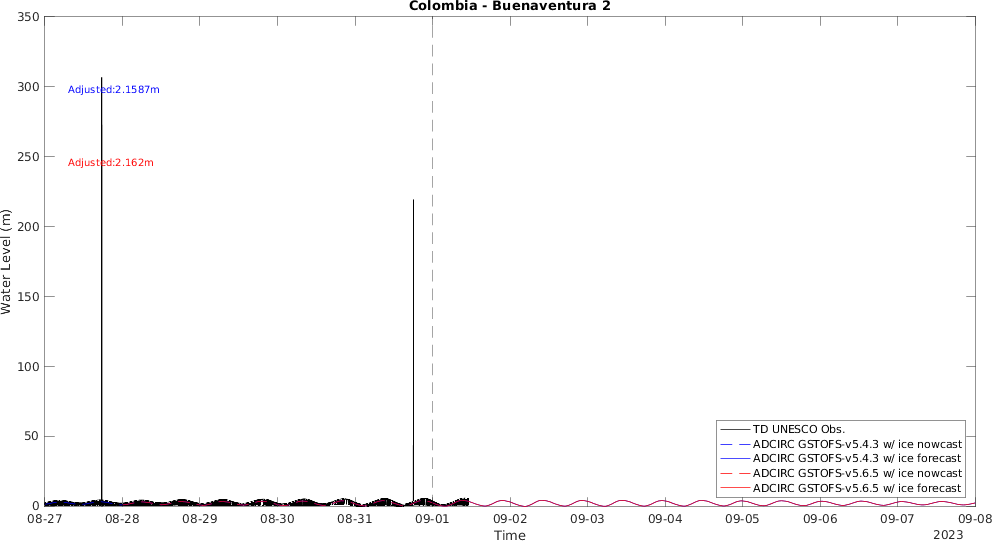 Colombia - Buenaventura 2
350
300
250
200
150
100
50
0
Water Level (m)
Adjusted:2.1587m
Adjusted:2.162m
TD UNESCO Obs.
ADCIRC GSTOFS-v5.4.3 w/ ice nowcast
ADCIRC GSTOFS-v5.4.3 w/ ice forecast
ADCIRC GSTOFS-v5.6.5 w/ ice nowcast
ADCIRC GSTOFS-v5.6.5 w/ ice forecast
08-27 08-28 08-29 08-30 08-31 09-01 09-02 09-03 09-04 09-05 09-06 09-07 09-08
Time
2023